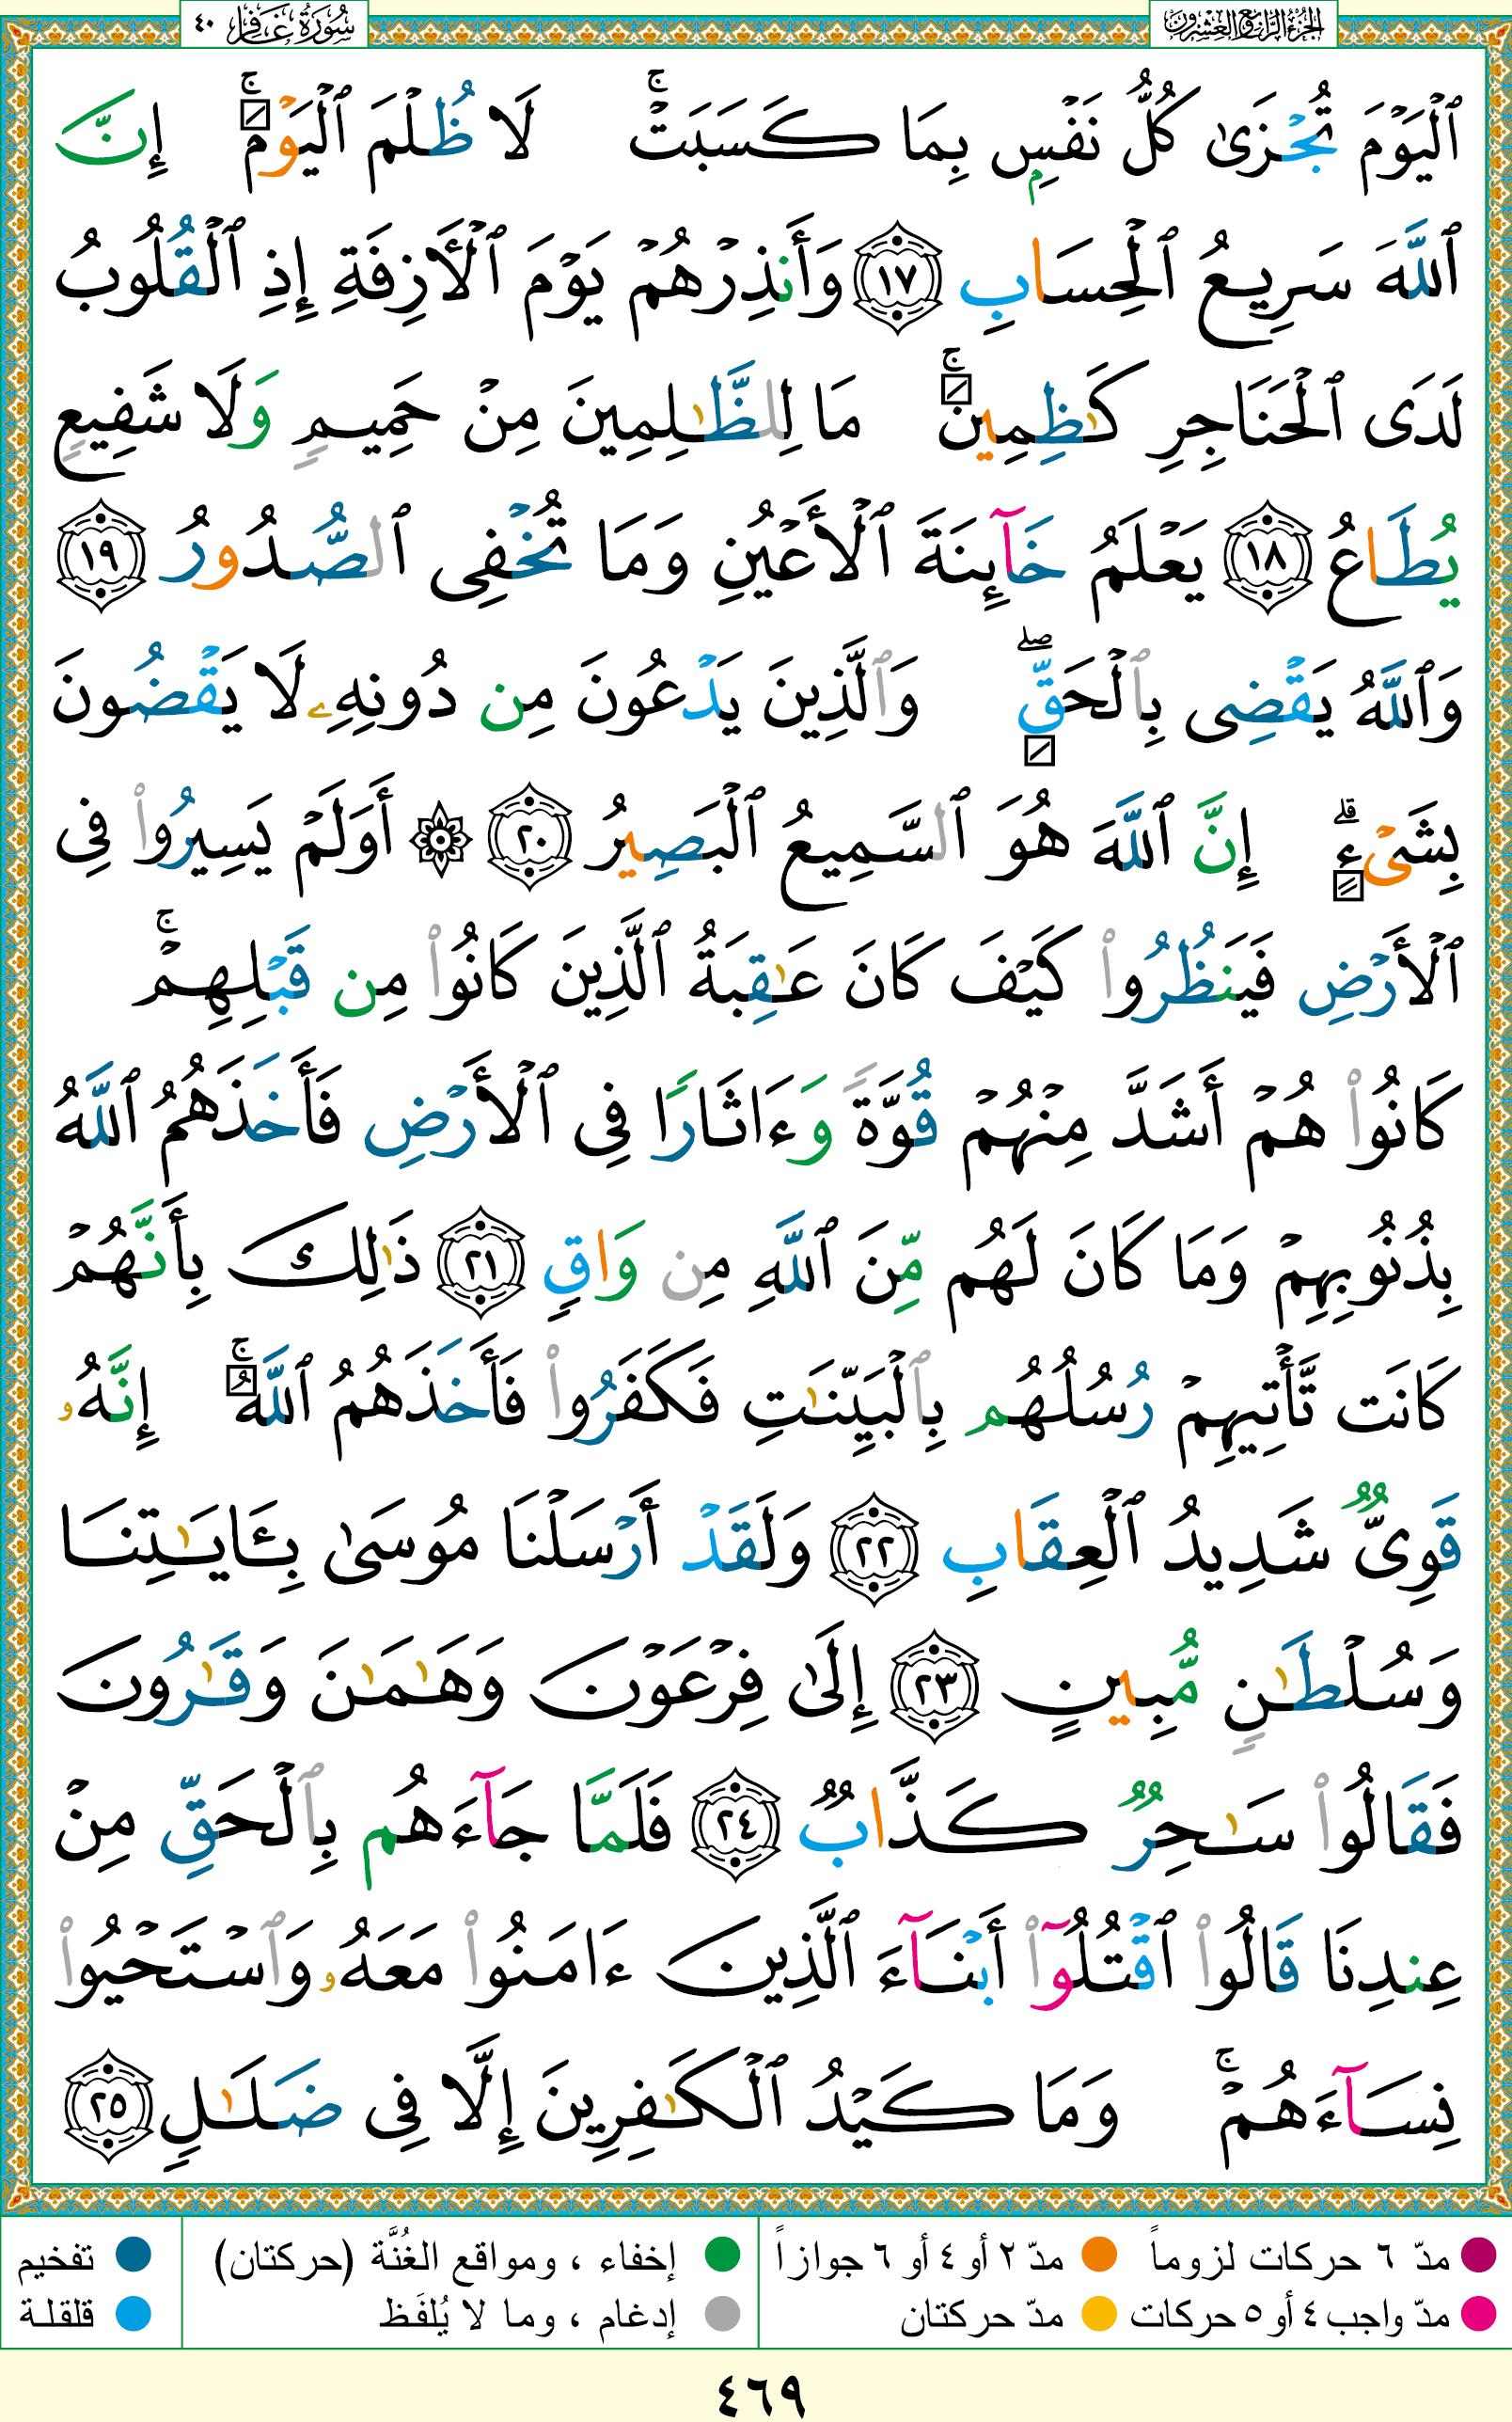 الجزء الرابع والعشرون
سورة غافر ٤٠
ٱلۡيَوۡمَ تُجۡزَىٰ كُلُّ نَفۡسِۭ بِمَا كَسَبَتۡۚ لَا ظُلۡمَ ٱلۡيَوۡمَۚ إِنَّ
ٱللَّهَ سَرِيعُ ٱلۡحِسَابِ ١٧ وَأَنذِرۡهُمۡ يَوۡمَ ٱلۡأَزِفَةِ إِذِ ٱلۡقُلُوبُ
لَدَى ٱلۡحَنَاجِرِ كَٰظِمِينَۚ مَا لِلظَّٰلِمِينَ مِنۡ حَمِيمٖ وَلَا شَفِيعٖ
يُطَاعُ ١٨ يَعۡلَمُ خَآئِنَةَ ٱلۡأَعۡيُنِ وَمَا تُخۡفِي ٱلصُّدُورُ ١٩
وَٱللَّهُ يَقۡضِي بِٱلۡحَقِّۖ وَٱلَّذِينَ يَدۡعُونَ مِن دُونِهِۦ لَا يَقۡضُونَ
بِشَيۡءٍۗ إِنَّ ٱللَّهَ هُوَ ٱلسَّمِيعُ ٱلۡبَصِيرُ ٢٠ ۞ أَوَلَمۡ يَسِيرُواْ فِي
ٱلۡأَرۡضِ فَيَنظُرُواْ كَيۡفَ كَانَ عَٰقِبَةُ ٱلَّذِينَ كَانُواْ مِن قَبۡلِهِمۡۚ
كَانُواْ هُمۡ أَشَدَّ مِنۡهُمۡ قُوَّةٗ وَءَاثَارٗا فِي ٱلۡأَرۡضِ فَأَخَذَهُمُ ٱللَّهُ
بِذُنُوبِهِمۡ وَمَا كَانَ لَهُم مِّنَ ٱللَّهِ مِن وَاقٖ ٢١ ذَٰلِكَ بِأَنَّهُمۡ
كَانَت تَّأۡتِيهِمۡ رُسُلُهُم بِٱلۡبَيِّنَٰتِ فَكَفَرُواْ فَأَخَذَهُمُ ٱللَّهُۚ إِنَّهُۥ
قَوِيّٞ شَدِيدُ ٱلۡعِقَابِ ٢٢ وَلَقَدۡ أَرۡسَلۡنَا مُوسَىٰ بِـَٔايَٰتِنَا
وَسُلۡطَٰنٖ مُّبِينٍ ٢٣ إِلَىٰ فِرۡعَوۡنَ وَهَٰمَٰنَ وَقَٰرُونَ
فَقَالُواْ سَٰحِرٞ كَذَّابٞ ٢٤ فَلَمَّا جَآءَهُم بِٱلۡحَقِّ مِنۡ
عِندِنَا قَالُواْ ٱقۡتُلُوٓاْ أَبۡنَآءَ ٱلَّذِينَ ءَامَنُواْ مَعَهُۥ وَٱسۡتَحۡيُواْ
نِسَآءَهُمۡۚ وَمَا كَيۡدُ ٱلۡكَٰفِرِينَ إِلَّا فِي ضَلَٰلٖ ٢٥
مدّ ٦ حركات لزوماً مدّ ٢ أو ٤ أو ٦ جوازاً إخفاء ، ومواقع الغُنَّة (حركتان) تفخيم
مدّ واجب ٤ أو ٥ حركات مدّ حركتان إدغام ، وما لا يُلفَظ قلقلة
٤٦٩